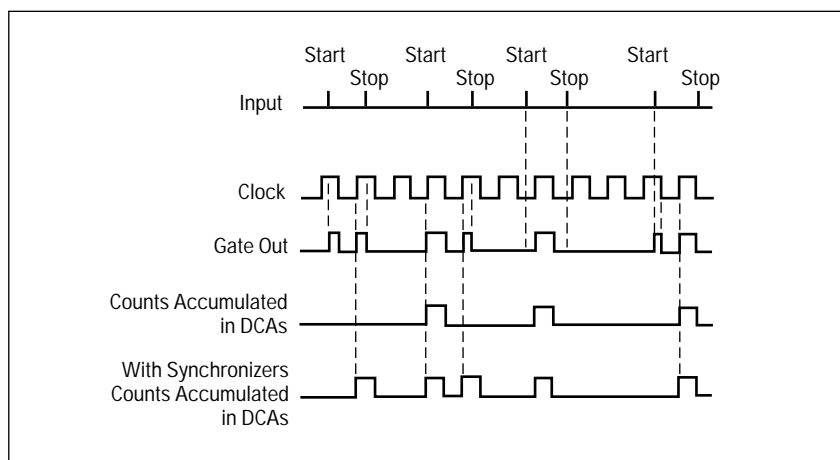 Start Start Start Start
Stop Stop Stop Stop
Input
Clock
Gate Out
Counts Accumulated
in DCAs
With Synchronizers
Counts Accumulated
in DCAs